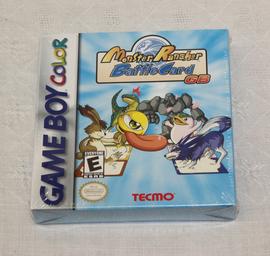 GAME BOY COLOR
Monster Rancher
Battle Card
GB
E
TECMO